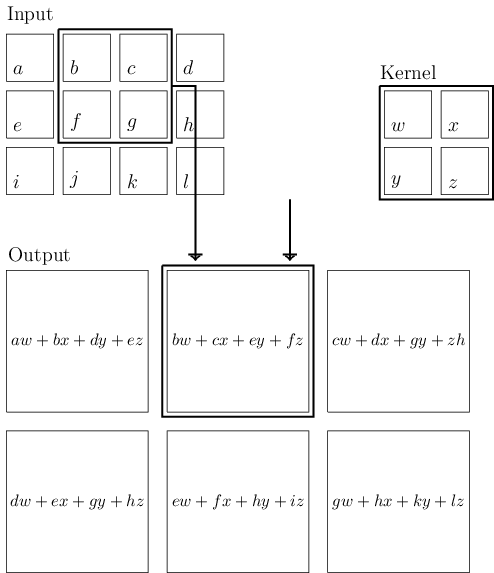 Input
a b c d
Kernel
e f g h
w x
i j k l
y z
Output
aw + bx + dy + ez bw + cx + ey + fz cw + dx + gy + zh
dw + ex + gy + hz ew + fx + hy + iz gw + hx + ky + lz